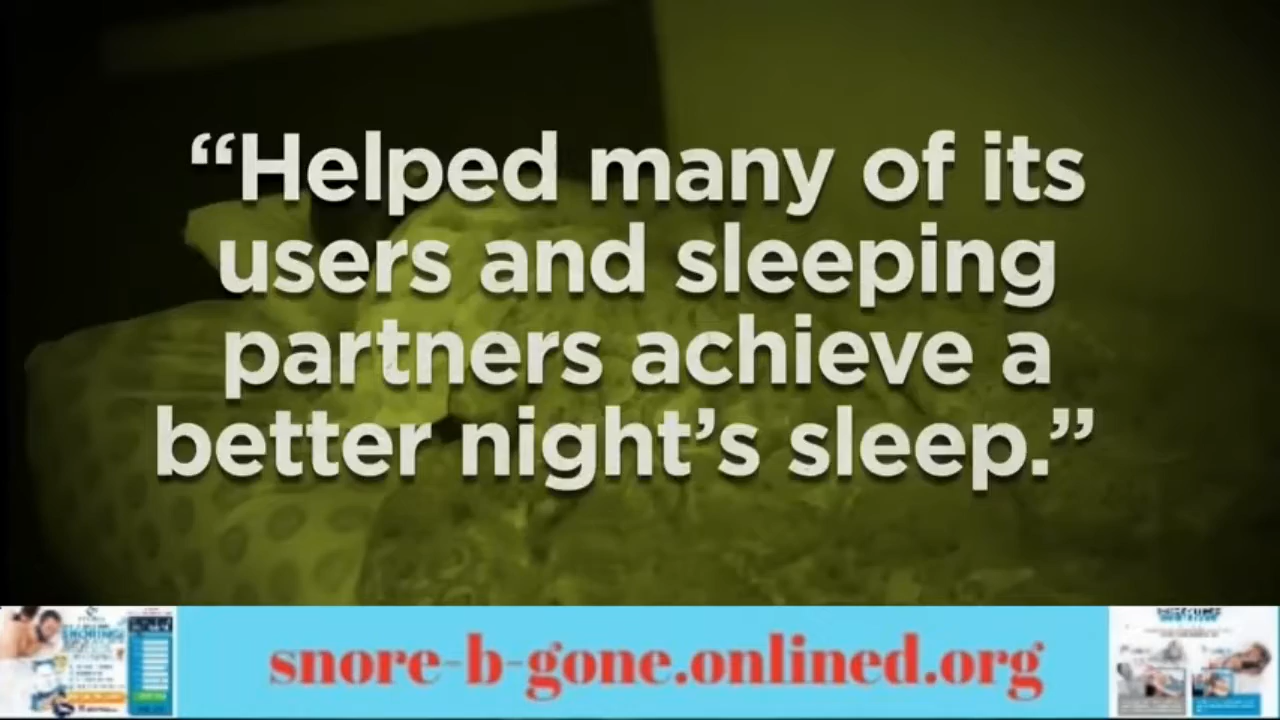 “Helped many of its
users and sleeping
partners achieve a
better night’s sleep.”
snore-b-gone.onlined.org